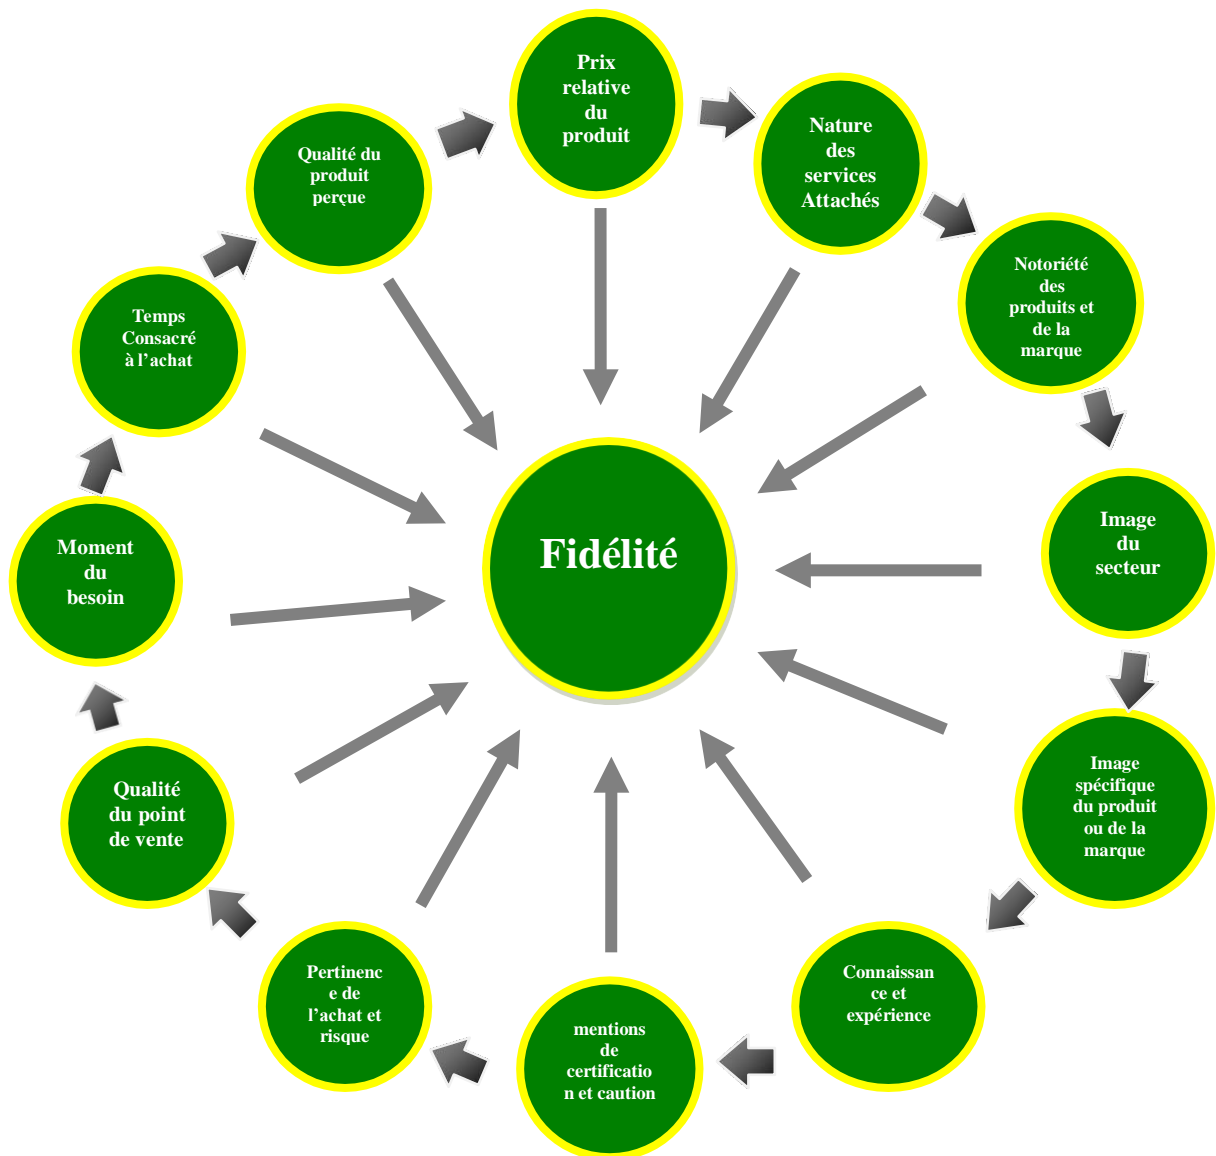 Prix
relative
du
produit
Nature
des
services
Attachés
Notoriété
des
produits et
de la
marque
Image
du
secteur
Image
spécifique
du produit
ou de la
marque
Connaissan
ce et
expérience
mentions
de
certificatio
n et caution
Pertinenc
e de
l'achat et
risque
Qualité
du point
de vente
Moment
du
besoin
Temps
Consacré
à l'achat
Qualité du
produit
perçue
Fidélité